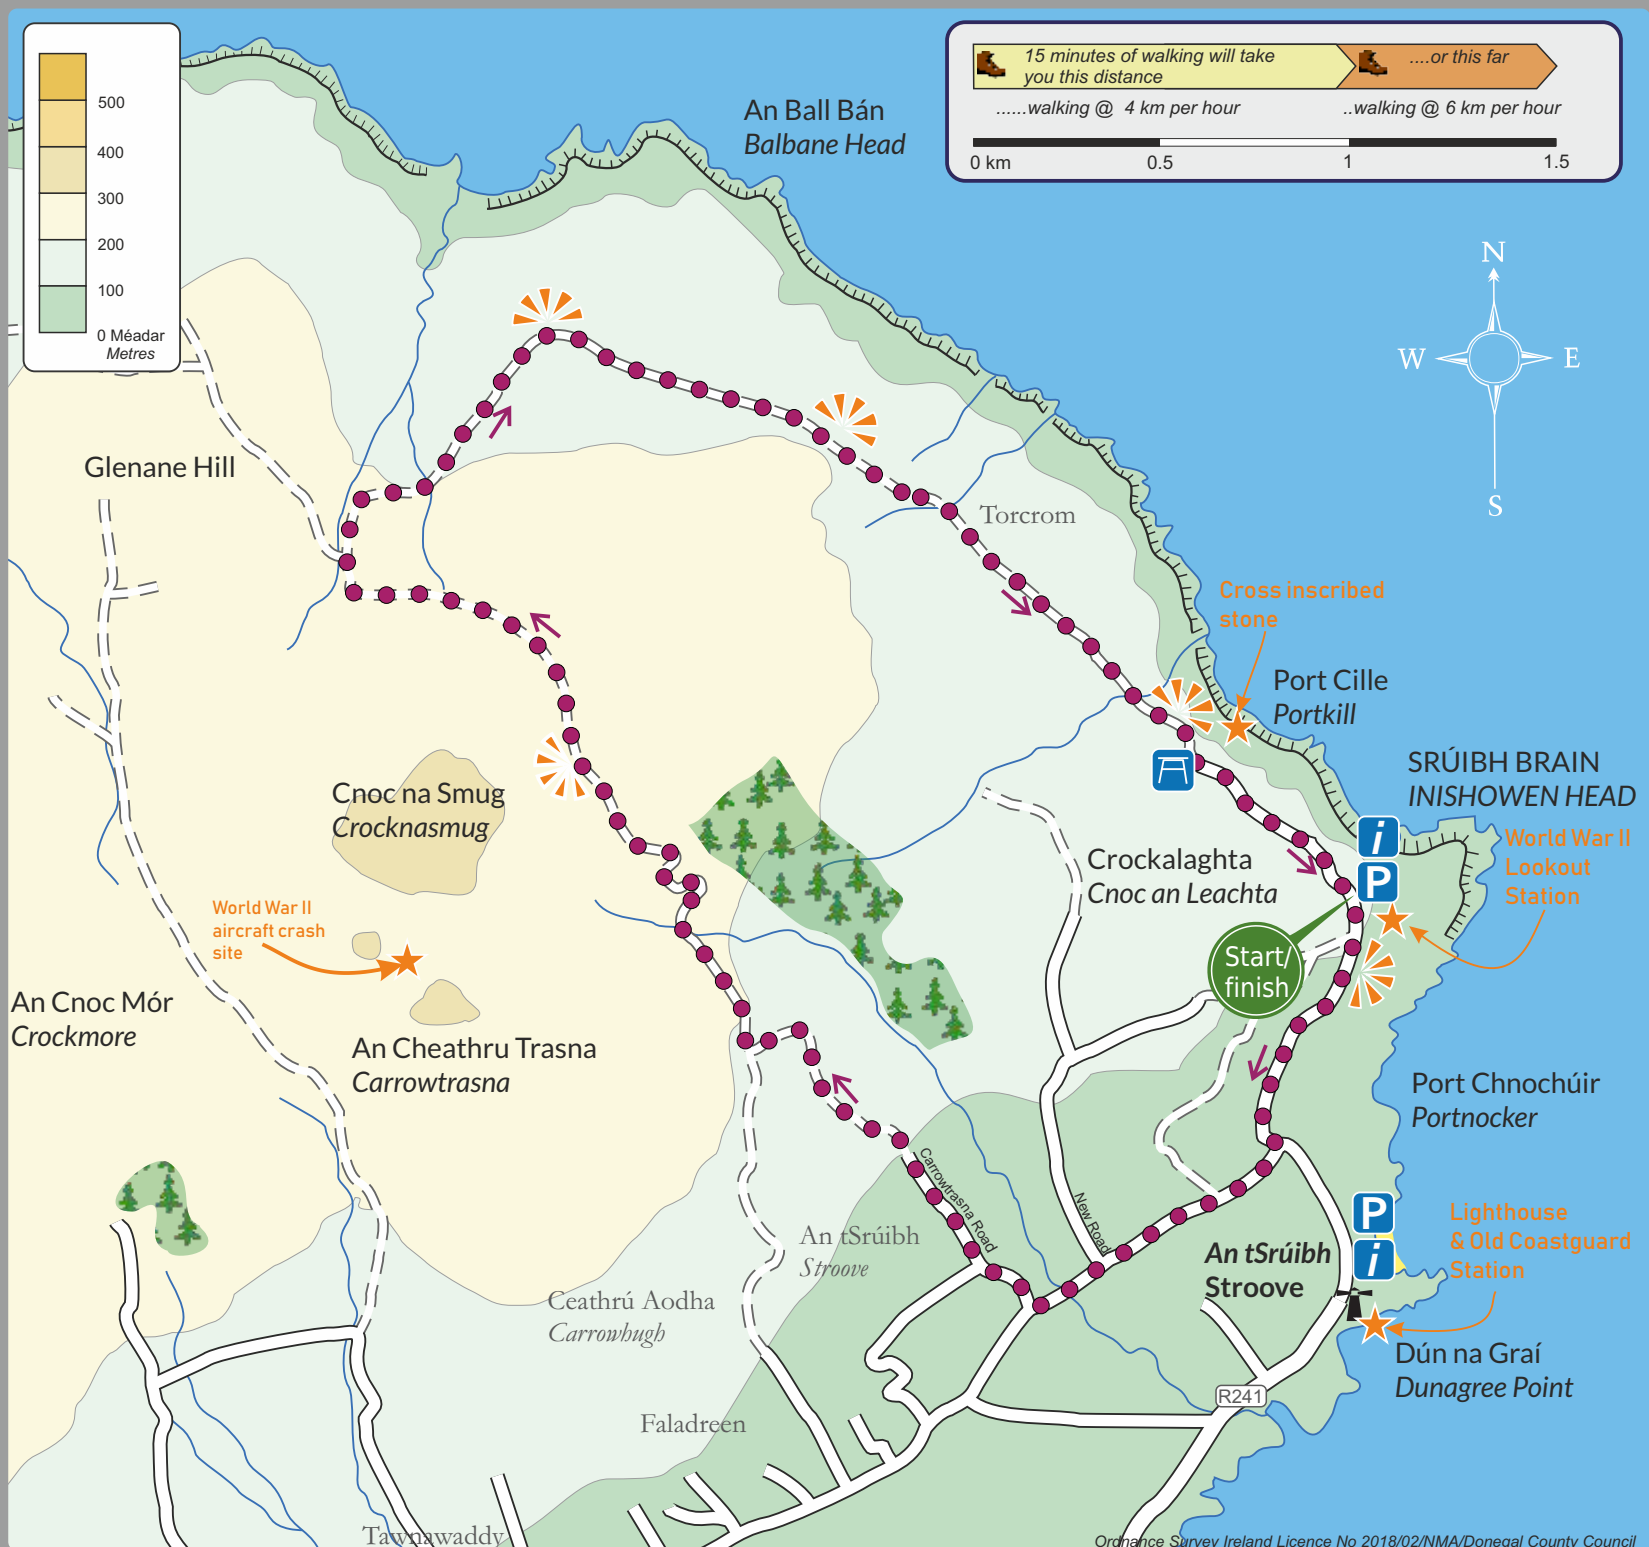 500
400
300
200
100
0 Méadar
Metres
15 minutes of walking will take
you this distance
....or this far
......walking @ 4 km per hour
..walking @ 6 km per hour
0 km
0.5
1
1.5
An Ball Bán
Balbane Head
N
W
E
S
Glenane Hill
Torcrom
Cross inscribed
stone
Port Cille
Portkill
SRÚIBH BRAIN
INISHOWEN HEAD
i
P
World War II
Lookout
Station
Cnoc na Smug
Crocknasmug
Crockalaghta
Cnoc an Leachta
Start/
finish
World War II
aircraft crash
site
An Cnoc Mór
Crockmore
An Cheathru Trasna
Carrowtrasna
Port Chnochúir
Portnocker
Carrowtrasna Road
New Road
An tSrúibh
Stroove
An tSrúibh
Stroove
P
i
Lighthouse
& Old Coastguard
Station
Ceathrú Aodha
Carrowhugh
Dún na Graí
Dunagree Point
R241
Faladreen
Tawnawaddy
Ordnance Survey Ireland Licence No 2018/02/NMA/Donegal County Council